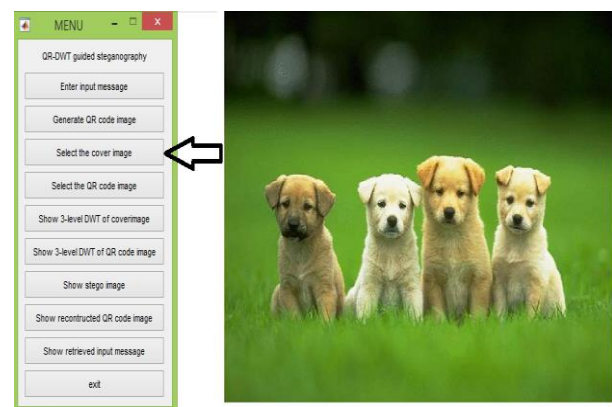 MENU
QR-DWT guided steganography
Enter input message
Generate QR code image
Select the cover image
Select the QR code image
Show 3-level DWT of coverimage
Show 3-level DWT of QR code image
Show stego image
Show recontructed QR code image
Show retrieved input message
exit